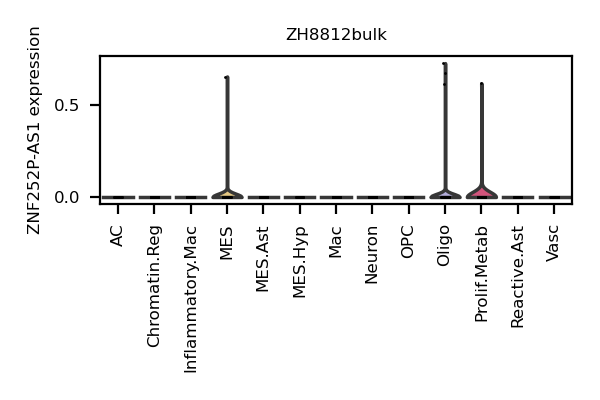 ZH8812bulk
ZNF252P-AS1 expression
0.5
0.0
AC
Chromatin.Reg
Inflammatory.Mac
MES
MES.Ast
MES.Hyp
Mac
Neuron
OPC
Oligo
Prolif.Metab
Reactive.Ast
Vasc